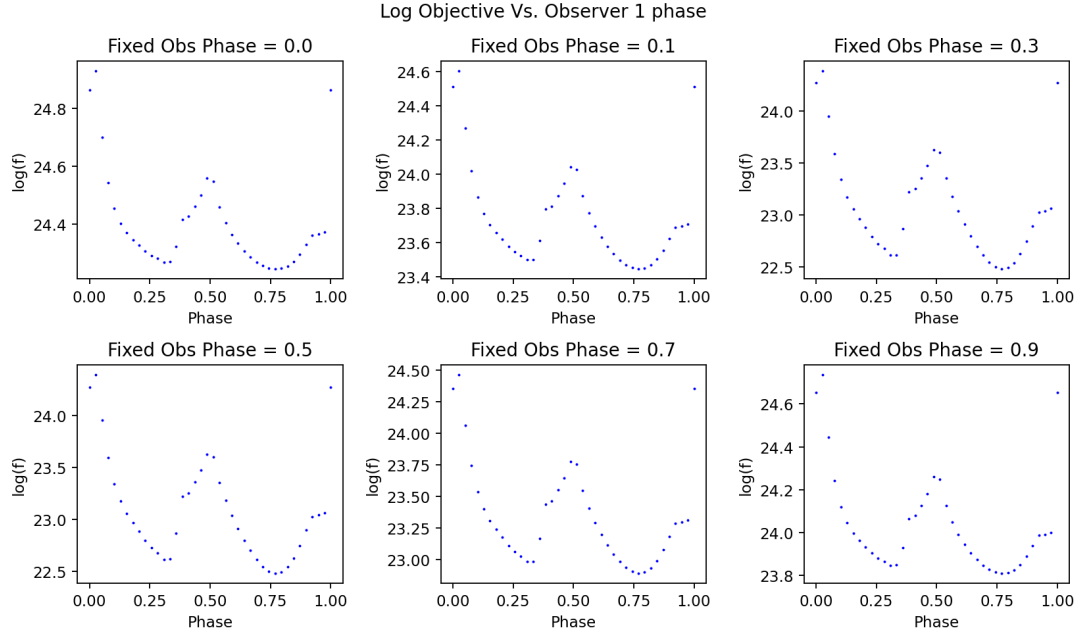 Log Objective Vs. Observer 1 phase
Fixed Obs Phase = 0.0
log(f)
24.8
24.6
24.4
0.00 0.25 0.50 0.75 1.00
Phase
Fixed Obs Phase = 0.1
log(f)
24.6
24.4
24.2
24.0
23.8
23.6
23.4
0.00 0.25 0.50 0.75 1.00
Phase
Fixed Obs Phase = 0.3
log(f)
24.0
23.5
23.0
22.5
0.00 0.25 0.50 0.75 1.00
Phase
Fixed Obs Phase = 0.5
log(f)
24.0
23.5
23.0
22.5
0.00 0.25 0.50 0.75 1.00
Phase
Fixed Obs Phase = 0.7
log(f)
24.50
24.25
24.00
23.75
23.50
23.25
23.00
0.00 0.25 0.50 0.75 1.00
Phase
Fixed Obs Phase = 0.9
log(f)
24.6
24.4
24.2
24.0
23.8
0.00 0.25 0.50 0.75 1.00
Phase